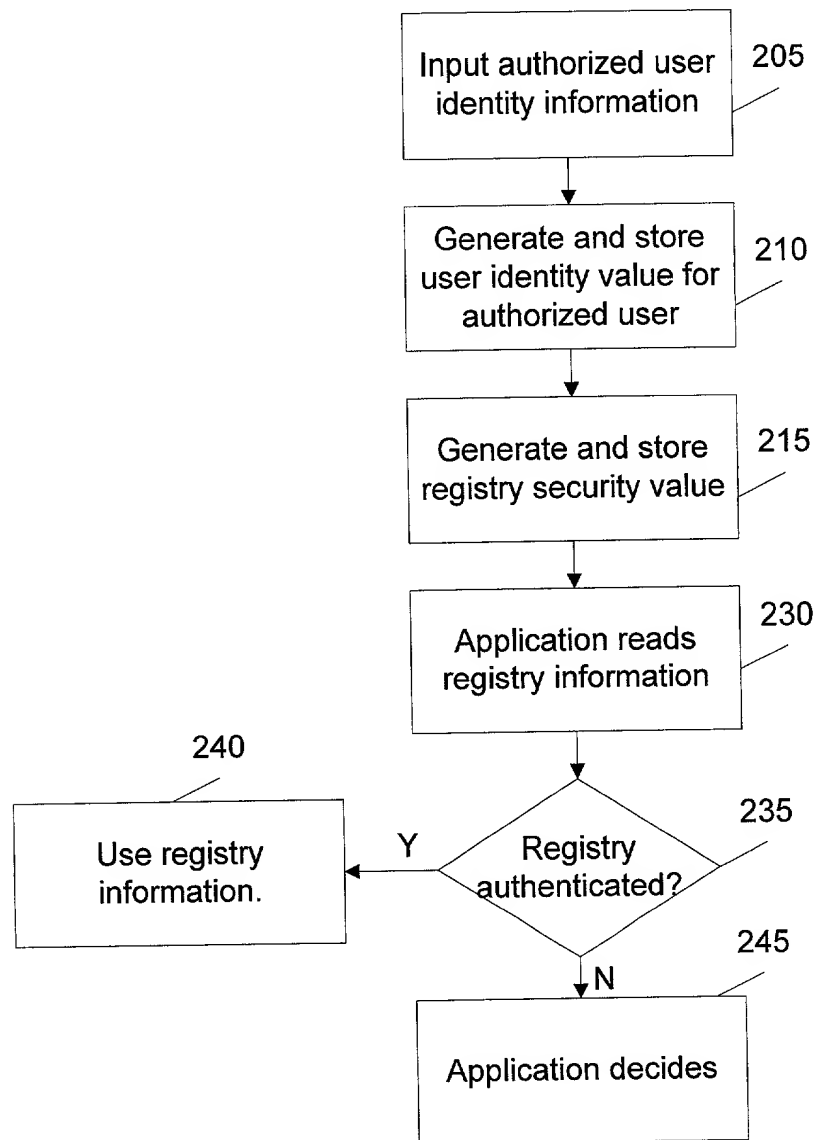 Input authorized user
identity information
205
Generate and store
user identity value for
authorized user
210
Generate and store
registry security value
215
Application reads
registry information
230
240
Use registry
information.
Y
Registry
authenticated?
235
N
245
Application decides